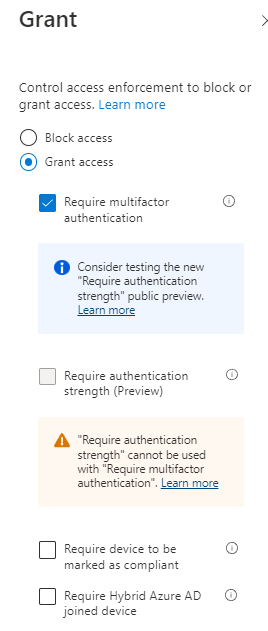 Grant
Control access enforcement to block or
grant access. Learn more
Block access
Grant access
Require multifactor
authentication
Consider testing the new
"Require authentication
strength" public preview.
Learn more
Require authentication
strength (Preview)
"Require authentication
strength" cannot be used
with "Require multifactor
authentication". Learn more
Require device to be
marked as compliant
Require Hybrid Azure AD
joined device